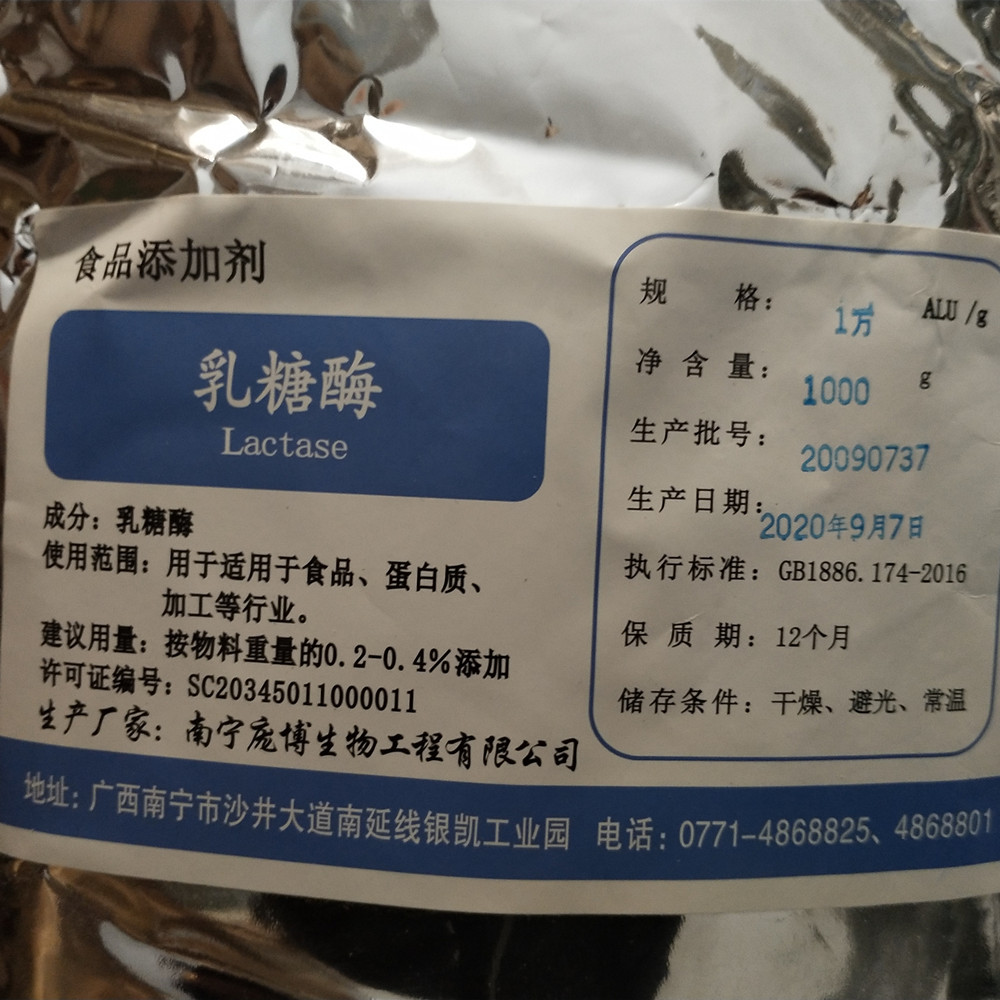 食品添加剂
乳糖酶
Lactase
成分：乳糖酶
使用范围：用于适用于食品、蛋白质、
加工等行业。
建议用量：按物料重量的0.2-0.4%添加
许可证编号：SC20345011000011
生产厂家：南宁庞博生物工程有限公司
规 格： 1万 ALU /g
净 含 量： 1000 g
生产批号： 20090737
生产日期： 2020年9月7日
执行标准：GB1886.174-2016
保 质 期：12个月
储存条件：干燥、避光、常温
地址：广西南宁市沙井大道南延线银凯工业园 电话：0771-4868825、4868801